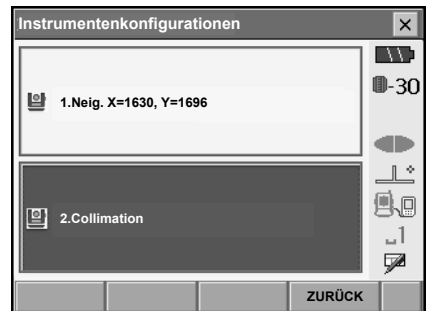 Instrumentenkonfigurationen
-30
1.Neig. X=1630, Y=1696
2.Collimation
1
ZURÜCK